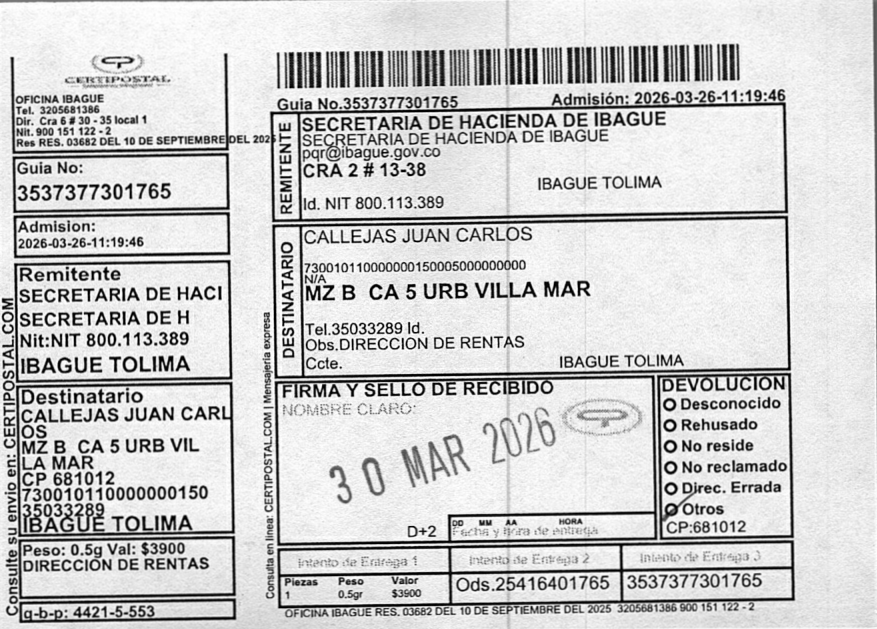 CERTIPOSTAL
OFICINA IBAGUE
Tel. 3205681386
Dir. Cra 6 # 30 - 35 local 1
Nit. 900 151 122 - 2
Res RES. 03682 DEL 10 DE SEPTIEMBRE DEL 2025
Guia No:
3537377301765
Admision:
2026-03-26-11:19:46
Remitente
SECRETARIA DE HACI
SECRETARIA DE H
Nit:NIT 800.113.389
IBAGUE TOLIMA
Destinatario
CALLEJAS JUAN CARL
OS
MZ B CA 5 URB VIL
LA MAR
CP 681012
730010110000000150
35033289
IBAGUE TOLIMA
Peso: 0.5g Val: $3900
DIRECCION DE RENTAS
q-b-p: 4421-5-553
Consulte su envio en: CERTIPOSTAL.COM
Guia No.3537377301765
Admisión: 2026-03-26-11:19:46
REMITENTE
SECRETARIA DE HACIENDA DE IBAGUE
SECRETARIA DE HACIENDA DE IBAGUE
pqr@ibague.gov.co
CRA 2 # 13-38
IBAGUE TOLIMA
Id. NIT 800.113.389
DESTINATARIO
CALLEJAS JUAN CARLOS
730010110000000150005000000000
N/A
MZ B CA 5 URB VILLA MAR
Tel.35033289 Id.
Obs.DIRECCION DE RENTAS
Ccte.
IBAGUE TOLIMA
Consulta en linea: CERTIPOSTAL.COM | Mensajería expresa
FIRMA Y SELLO DE RECIBIDO
NOMBRE CLARO:
30 MAR 2026
D+2
DD MM AA HORA
Fecha y hora de entrega
DEVOLUCION
Desconocido
Rehusado
No reside
No reclamado
Direc. Errada
Otros
CP:681012
Intento de Entrega 1
Intento de Entrega 2
Intento de Entrega 3
Piezas Peso Valor
1 0.5gr $3900
Ods.25416401765
3537377301765
OFICINA IBAGUE RES. 03682 DEL 10 DE SEPTIEMBRE DEL 2025 3205681386 900 151 122 - 2